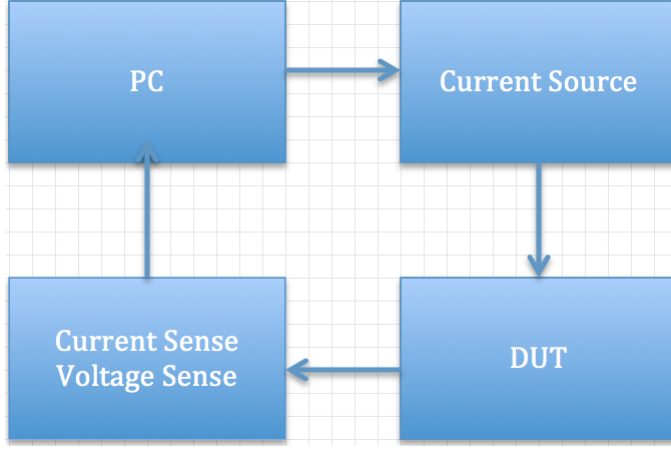 PC
Current Source
Current Sense
Voltage Sense
DUT